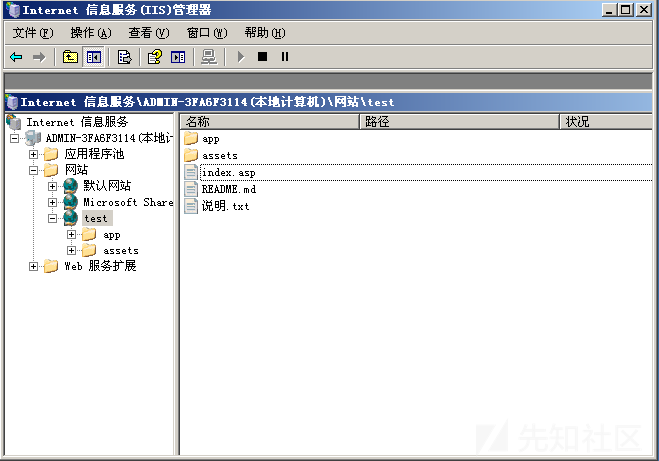 Internet 信息服务(IIS)管理器
文件(F) 操作(A) 查看(V) 窗口(W) 帮助(H)
Internet 信息服务\ADMIN-3FA6F3114(本地计算机)\网站\test
Internet 信息服务
ADMIN-3FA6F3114(本地计
应用程序池
网站
默认网站
Microsoft Share
test
app
assets
Web 服务扩展
名称 路径 状况
app
assets
index.asp
README.md
说明.txt
先知社区